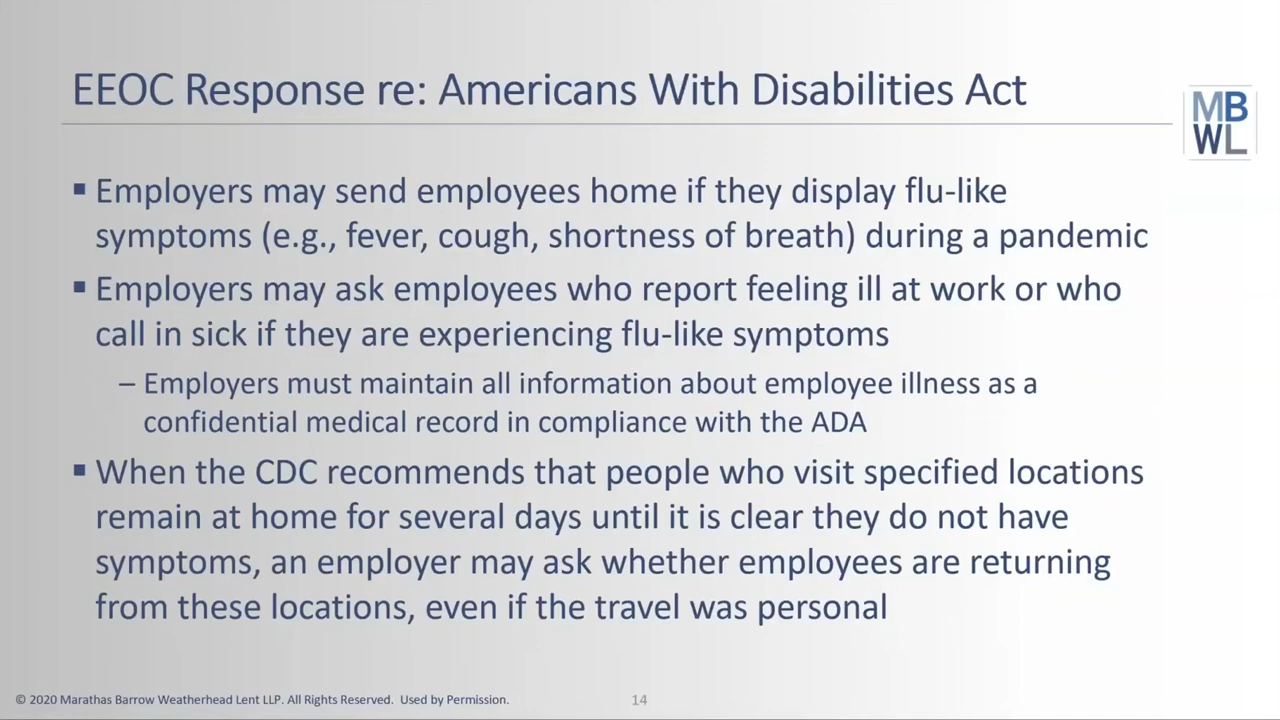 EEOC Response re: Americans With Disabilities Act
MB
WL
▪ Employers may send employees home if they display flu-like
symptoms (e.g., fever, cough, shortness of breath) during a pandemic
▪ Employers may ask employees who report feeling ill at work or who
call in sick if they are experiencing flu-like symptoms
– Employers must maintain all information about employee illness as a
confidential medical record in compliance with the ADA
▪ When the CDC recommends that people who visit specified locations
remain at home for several days until it is clear they do not have
symptoms, an employer may ask whether employees are returning
from these locations, even if the travel was personal
© 2020 Marathas Barrow Weatherhead Lent LLP. All Rights Reserved. Used by Permission.
14